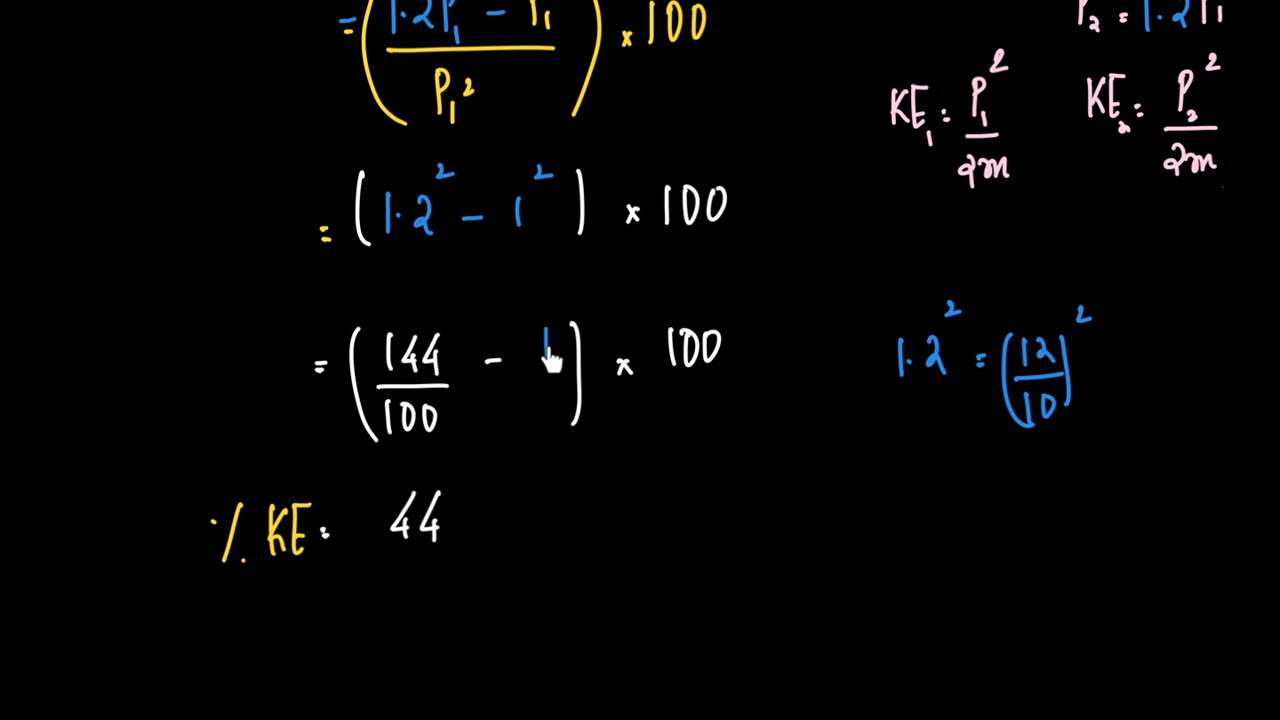 = (1.2P₁ - P₁ / P₁²) × 100
P₂ = 1.2P₁
KE₁ = P₁² / 2m
KE₂ = P₂² / 2m
= (1.2² - 1²) × 100
= (144 / 100 - 1) × 100
1.2² = (12 / 10)²
% KE = 44